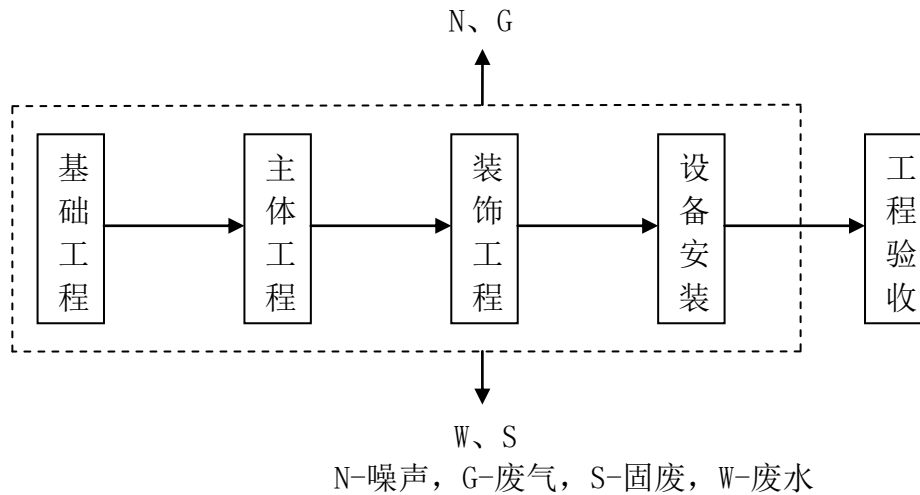 N、G
基础工程
主体工程
装饰工程
设备安装
工程验收
W、S
N-噪声，G-废气，S-固废，W-废水